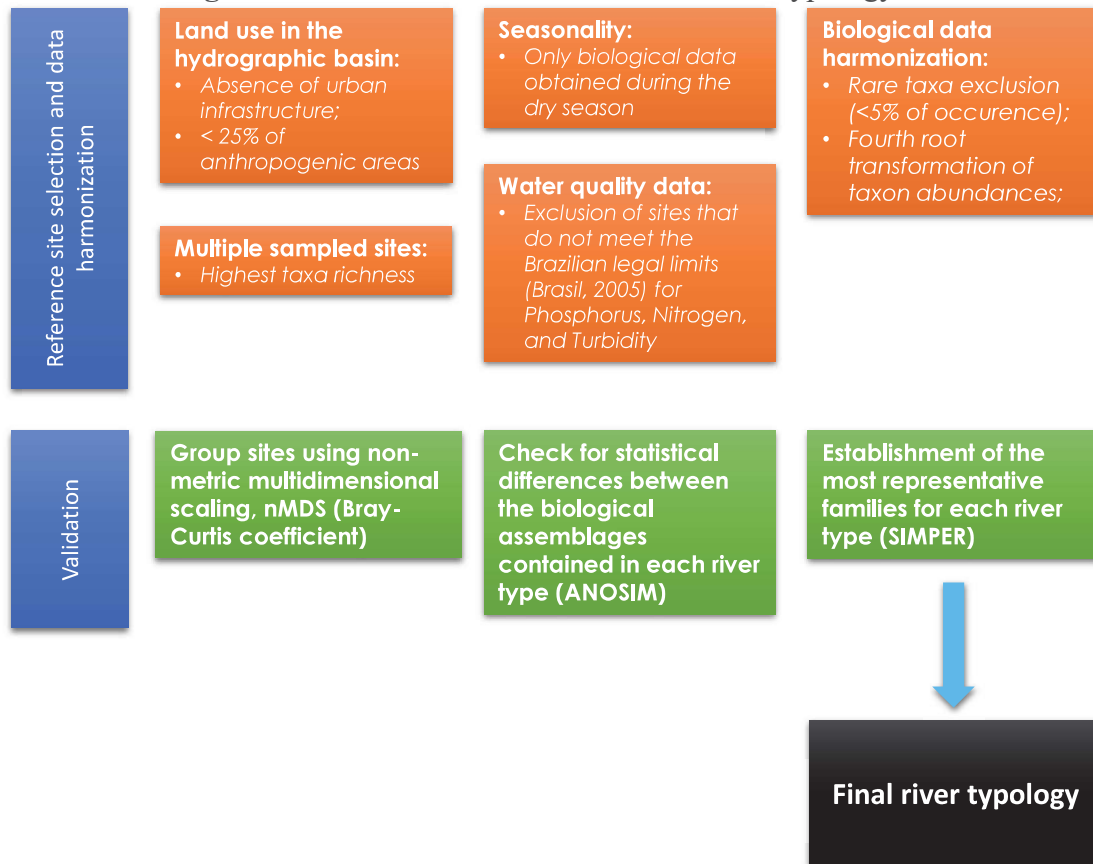 Reference site selection and data
harmonization
Land use in the
hydrographic basin:
• Absence of urban
infrastructure;
• < 25% of
anthropogenic areas
Multiple sampled sites:
• Highest taxa richness
Seasonality:
• Only biological data
obtained during the
dry season
Water quality data:
• Exclusion of sites that
do not meet the
Brazilian legal limits
(Brasil, 2005) for
Phosphorus, Nitrogen,
and Turbidity
Biological data
harmonization:
• Rare taxa exclusion
(<5% of occurence);
• Fourth root
transformation of
taxon abundances;
Validation
Group sites using non-
metric multidimensional
scaling, nMDS (Bray-
Curtis coefficient)
Check for statistical
differences between
the biological
assemblages
contained in each river
type (ANOSIM)
Establishment of the
most representative
families for each river
type (SIMPER)
Final river typology